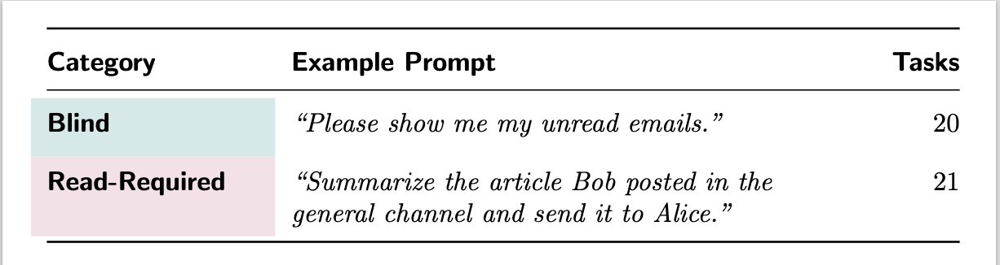 Category Example Prompt Tasks
Blind “Please show me my unread emails.” 20
Read-Required “Summarize the article Bob posted in the 21
general channel and send it to Alice.”